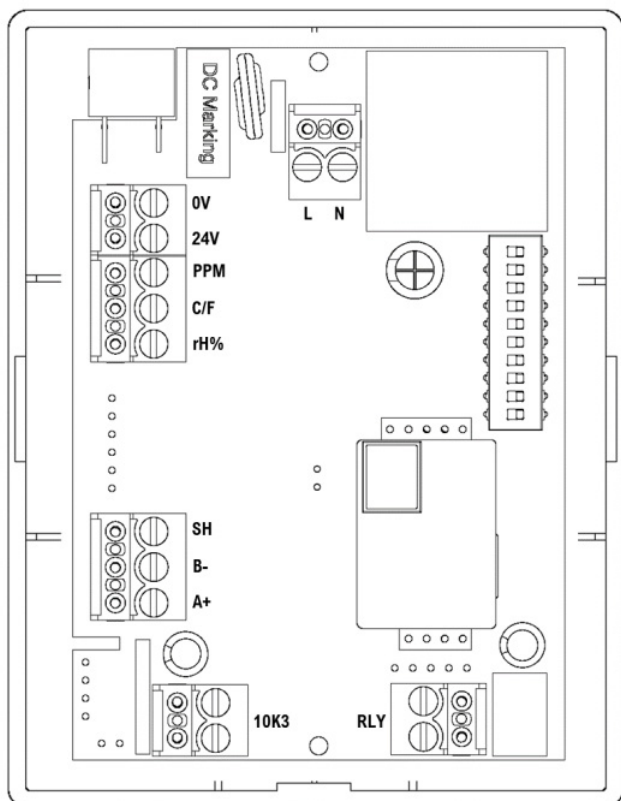 DC Marking
L N
0V
24V
PPM
C/F
rH%
SH
B-
A+
10K3
RLY